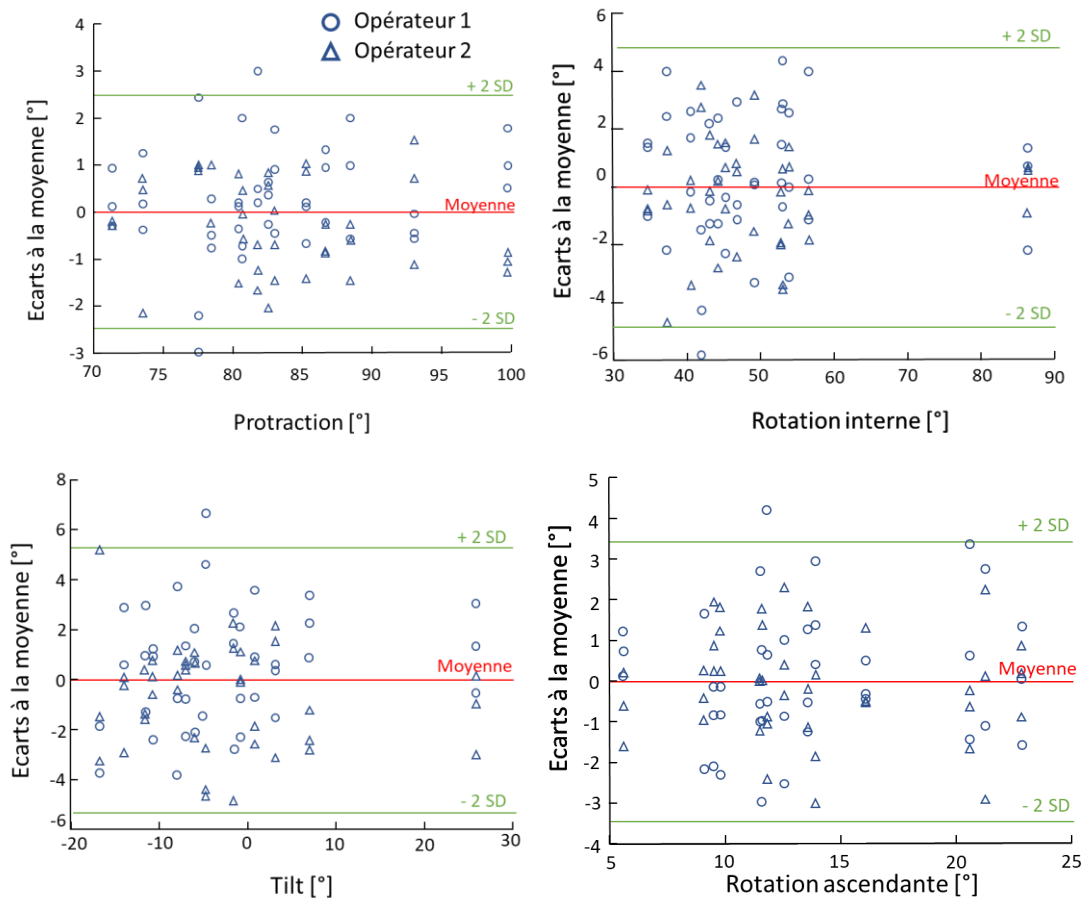 Opérateur 1
Opérateur 2
Ecarts à la moyenne [°]
4
3
2
1
0
-1
-2
-3
+ 2 SD
Moyenne
- 2 SD
70 75 80 85 90 95 100
Protraction [°]
Ecarts à la moyenne [°]
6
4
2
0
-2
-4
-6
+ 2 SD
Moyenne
- 2 SD
30 40 50 60 70 80 90
Rotation interne [°]
Ecarts à la moyenne [°]
8
6
4
2
0
-2
-4
-6
+ 2 SD
Moyenne
- 2 SD
-20 -10 0 10 20 30
Tilt [°]
Ecarts à la moyenne [°]
5
4
3
2
1
0
-1
-2
-3
-4
+ 2 SD
Moyenne
- 2 SD
5 10 15 20 25
Rotation ascendante [°]